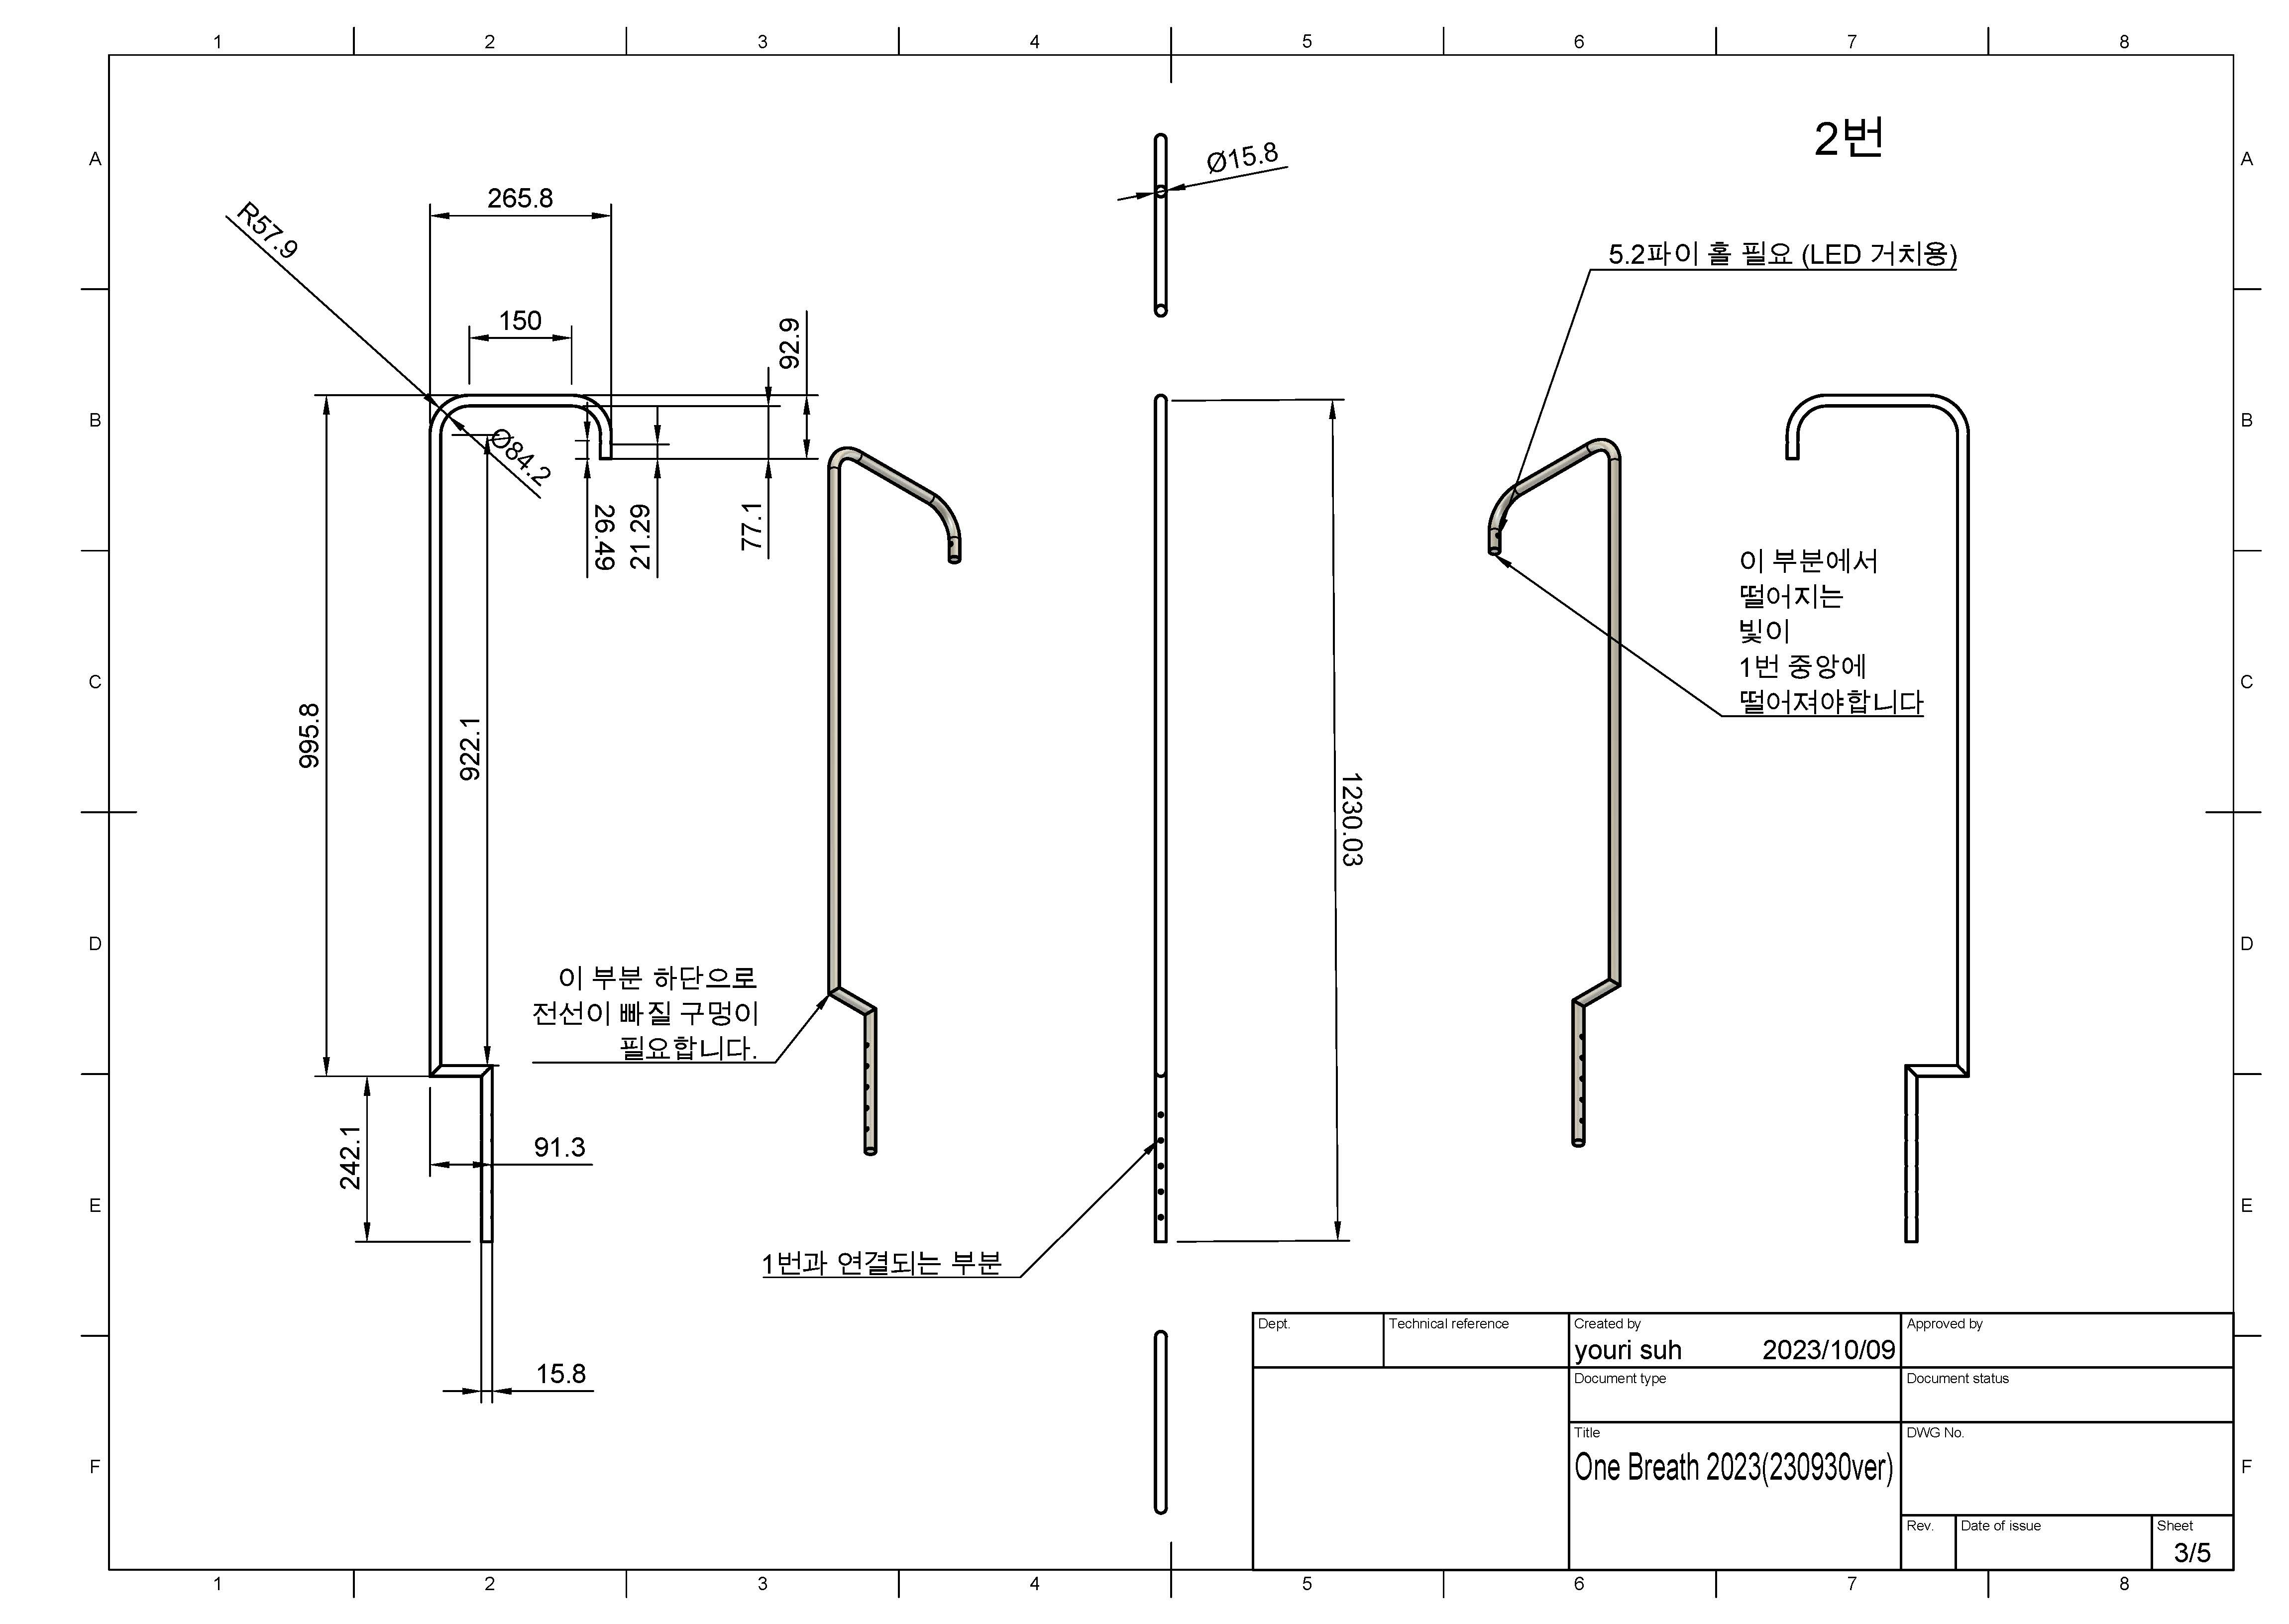 1 2 3 4 5 6 7 8
A
A
B
B
C
C
D
D
E
E
F
F
1 2 3 4 5 6 7 8
2번
Ø15.8
265.8
R57.9
150
92.9
Ø84.2
26.49
21.29
77.1
995.8
922.1
242.1
91.3
15.8
1230.03
5.2파이 홀 필요 (LED 거치용)
이 부분에서
떨어지는
빛이
1번 중앙에
떨어져야합니다
이 부분 하단으로
전선이 빠질 구멍이
필요합니다.
1번과 연결되는 부분
Dept.
Technical reference
Created by
youri suh 2023/10/09
Approved by
Document type
Document status
Title
One Breath 2023(230930ver)
DWG No.
Rev.
Date of issue
Sheet
3/5